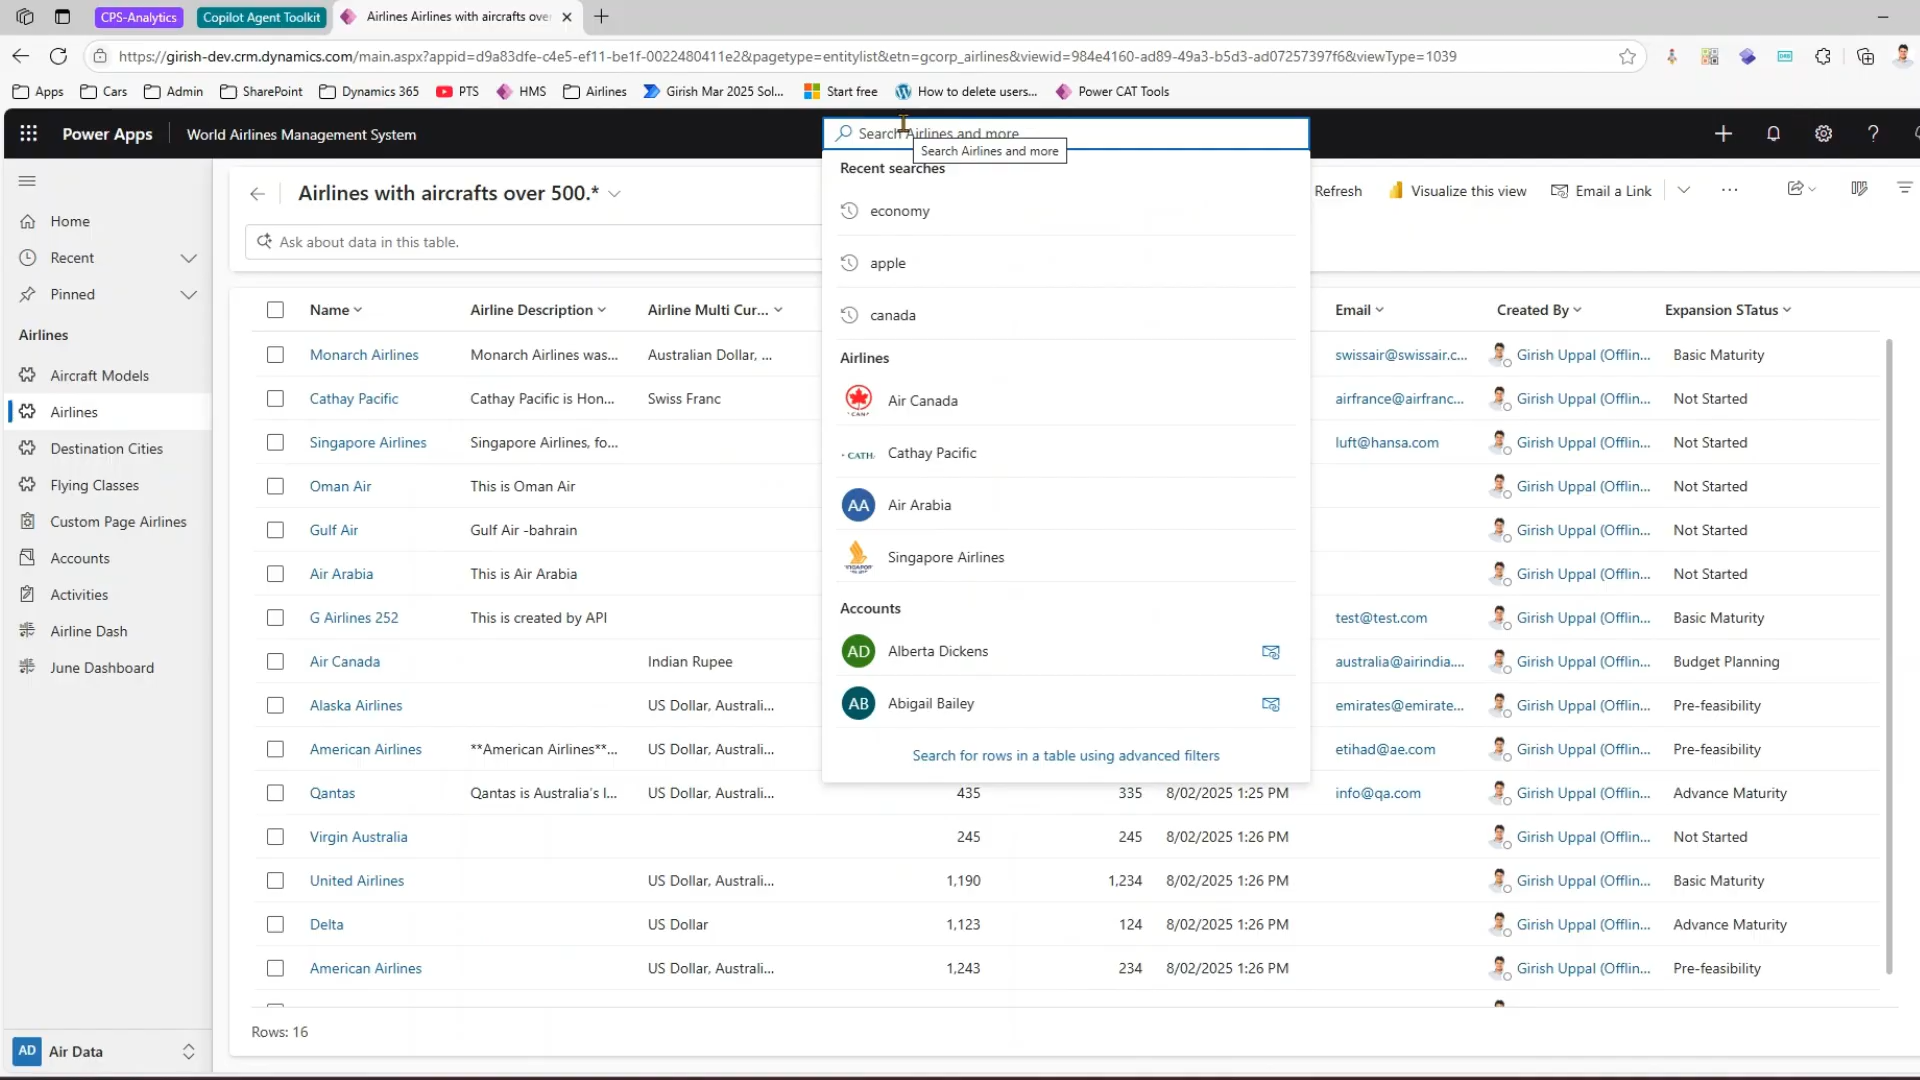 CPS-Analytics
Copilot Agent Toolkit
Airlines Airlines with aircrafts ove
https://girish-dev.crm.dynamics.com/main.aspx?appid=d9a83dfe-c4e5-ef11-be1f-0022480411e2&pagetype=entitylist&etn=gcorp_airlines&viewid=984e4160-ad89-49a3-b5d3-ad07257397f6&viewType=1039
Apps Cars Admin SharePoint Dynamics 365 PTS HMS Airlines Girish Mar 2025 Sol... Start free How to delete users... Power CAT Tools
Power Apps World Airlines Management System
Search Airlines and more
Search Airlines and more
Airlines with aircrafts over 500.*
Refresh Visualize this view Email a Link
Ask about data in this table.
Home
Recent
Pinned
Airlines
Aircraft Models
Airlines
Destination Cities
Flying Classes
Custom Page Airlines
Accounts
Activities
Airline Dash
June Dashboard
AD Air Data
Recent searches
economy
apple
canada
Airlines
Air Canada
CATH Cathay Pacific
AA Air Arabia
Singapore Airlines
Accounts
AD Alberta Dickens
AB Abigail Bailey
Search for rows in a table using advanced filters
Name Airline Description Airline Multi Cur... Email Created By Expansion STatus
Monarch Airlines Monarch Airlines was... Australian Dollar, ... swissair@swissair.c... Girish Uppal (Offlin... Basic Maturity
Cathay Pacific Cathay Pacific is Hon... Swiss Franc airfrance@airfranc... Girish Uppal (Offlin... Not Started
Singapore Airlines Singapore Airlines, fo... luft@hansa.com Girish Uppal (Offlin... Not Started
Oman Air This is Oman Air Girish Uppal (Offlin... Not Started
Gulf Air Gulf Air -bahrain Girish Uppal (Offlin... Not Started
Air Arabia This is Air Arabia Girish Uppal (Offlin... Not Started
G Airlines 252 This is created by API test@test.com Girish Uppal (Offlin... Basic Maturity
Air Canada Indian Rupee australia@airindia.... Girish Uppal (Offlin... Budget Planning
Alaska Airlines US Dollar, Australi... emirates@emirate... Girish Uppal (Offlin... Pre-feasibility
American Airlines **American Airlines**... US Dollar, Australi... etihad@ae.com Girish Uppal (Offlin... Pre-feasibility
Qantas Qantas is Australia's l... US Dollar, Australi... 435 335 8/02/2025 1:25 PM info@qa.com Girish Uppal (Offlin... Advance Maturity
Virgin Australia 245 245 8/02/2025 1:26 PM Girish Uppal (Offlin... Not Started
United Airlines US Dollar, Australi... 1,190 1,234 8/02/2025 1:26 PM Girish Uppal (Offlin... Basic Maturity
Delta US Dollar 1,123 124 8/02/2025 1:26 PM Girish Uppal (Offlin... Advance Maturity
American Airlines US Dollar, Australi... 1,243 234 8/02/2025 1:26 PM Girish Uppal (Offlin... Pre-feasibility
Rows: 16